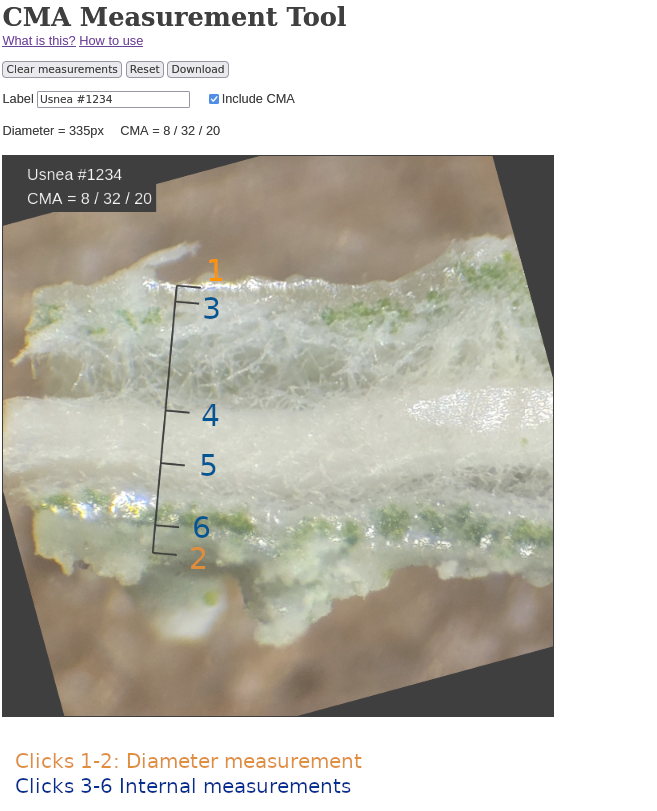 CMA Measurement Tool
What is this? How to use
Clear measurements Reset Download
Label Usnea #1234 Include CMA
Diameter = 335px CMA = 8 / 32 / 20
Usnea #1234
CMA = 8 / 32 / 20
1
3
4
5
6
2
Clicks 1-2: Diameter measurement
Clicks 3-6 Internal measurements